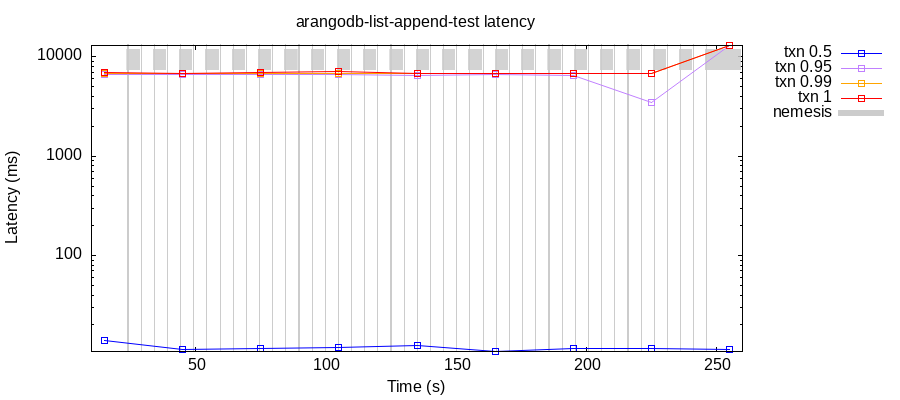 arangodb-list-append-test latency
10000
1000
100
Latency (ms)
50
100
150
200
250
Time (s)
txn 0.5
txn 0.95
txn 0.99
txn 1
nemesis